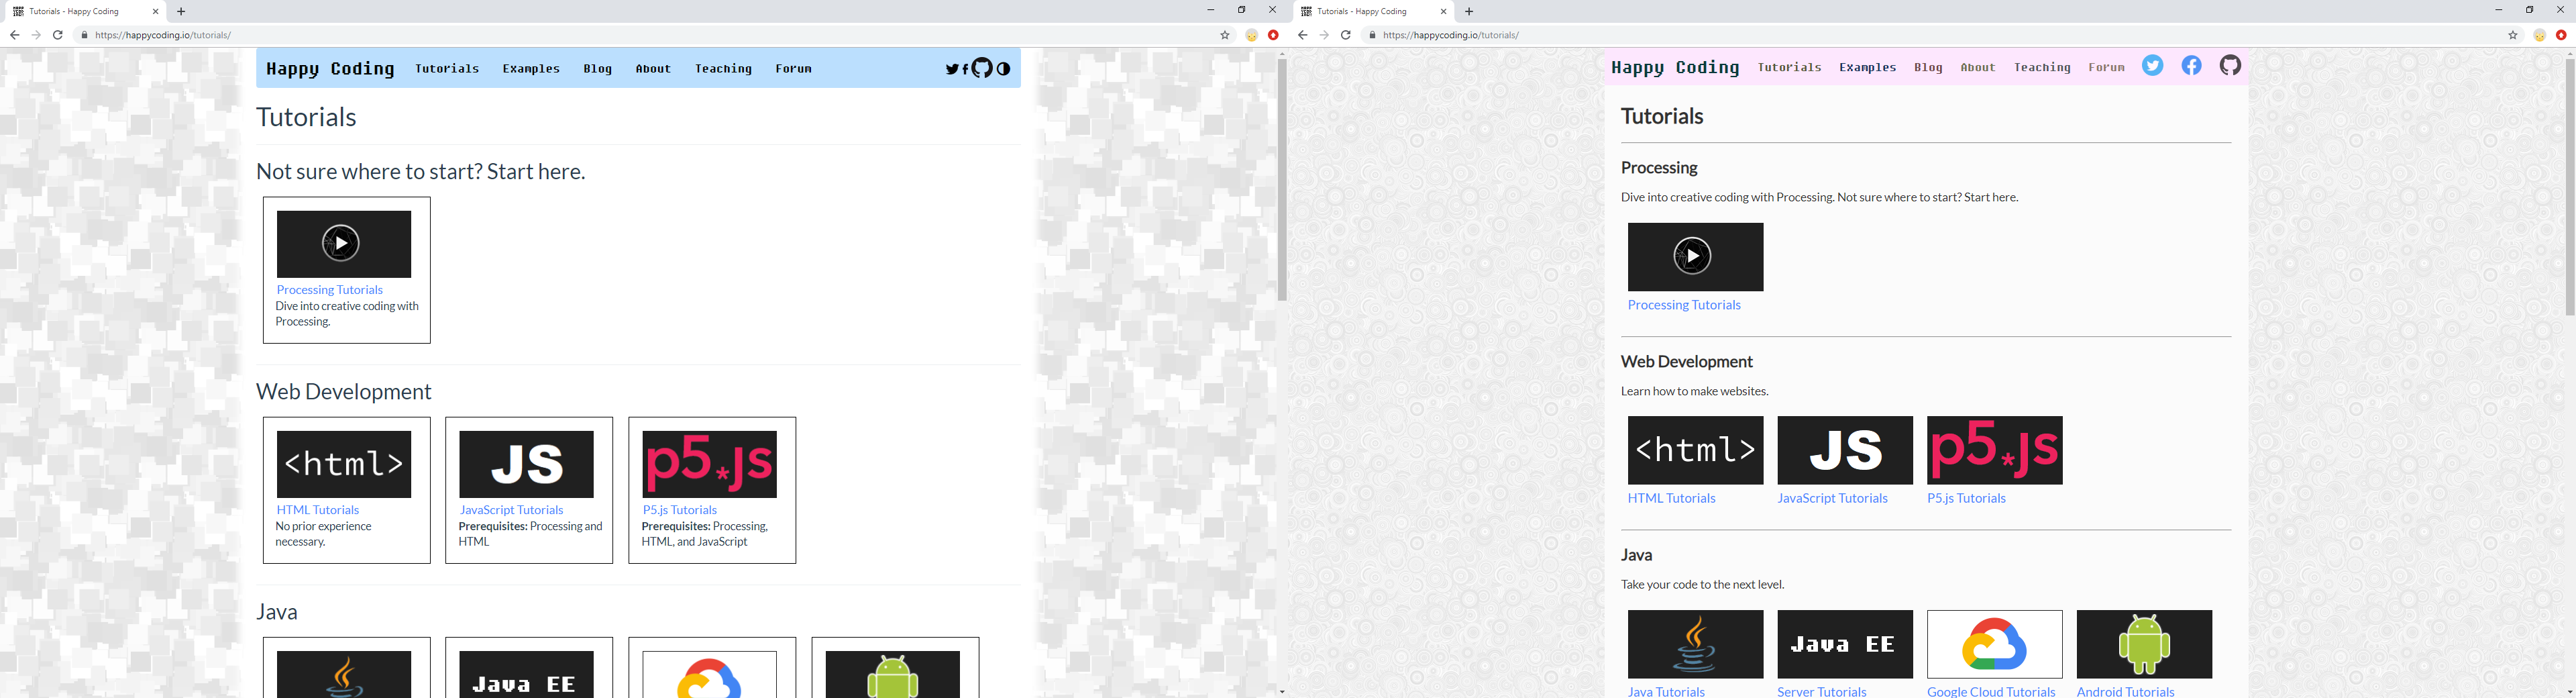 Tutorials - Happy Coding
https://happycoding.io/tutorials/
Happy Coding Tutorials Examples Blog About Teaching Forum
Tutorials
Not sure where to start? Start here.
Processing Tutorials
Dive into creative coding with
Processing.
Web Development
<html> JS p5*js
HTML Tutorials JavaScript Tutorials P5.js Tutorials
No prior experience
necessary.
Prerequisites: Processing and
HTML
Prerequisites: Processing,
HTML, and JavaScript
Java
Java EE
Tutorials - Happy Coding
https://happycoding.io/tutorials/
Happy Coding Tutorials Examples Blog About Teaching Forum
Tutorials
Processing
Dive into creative coding with Processing. Not sure where to start? Start here.
Processing Tutorials
Web Development
Learn how to make websites.
<html> JS p5*js
HTML Tutorials JavaScript Tutorials P5.js Tutorials
Java
Take your code to the next level.
Java EE
Java Tutorials Server Tutorials Google Cloud Tutorials Android Tutorials